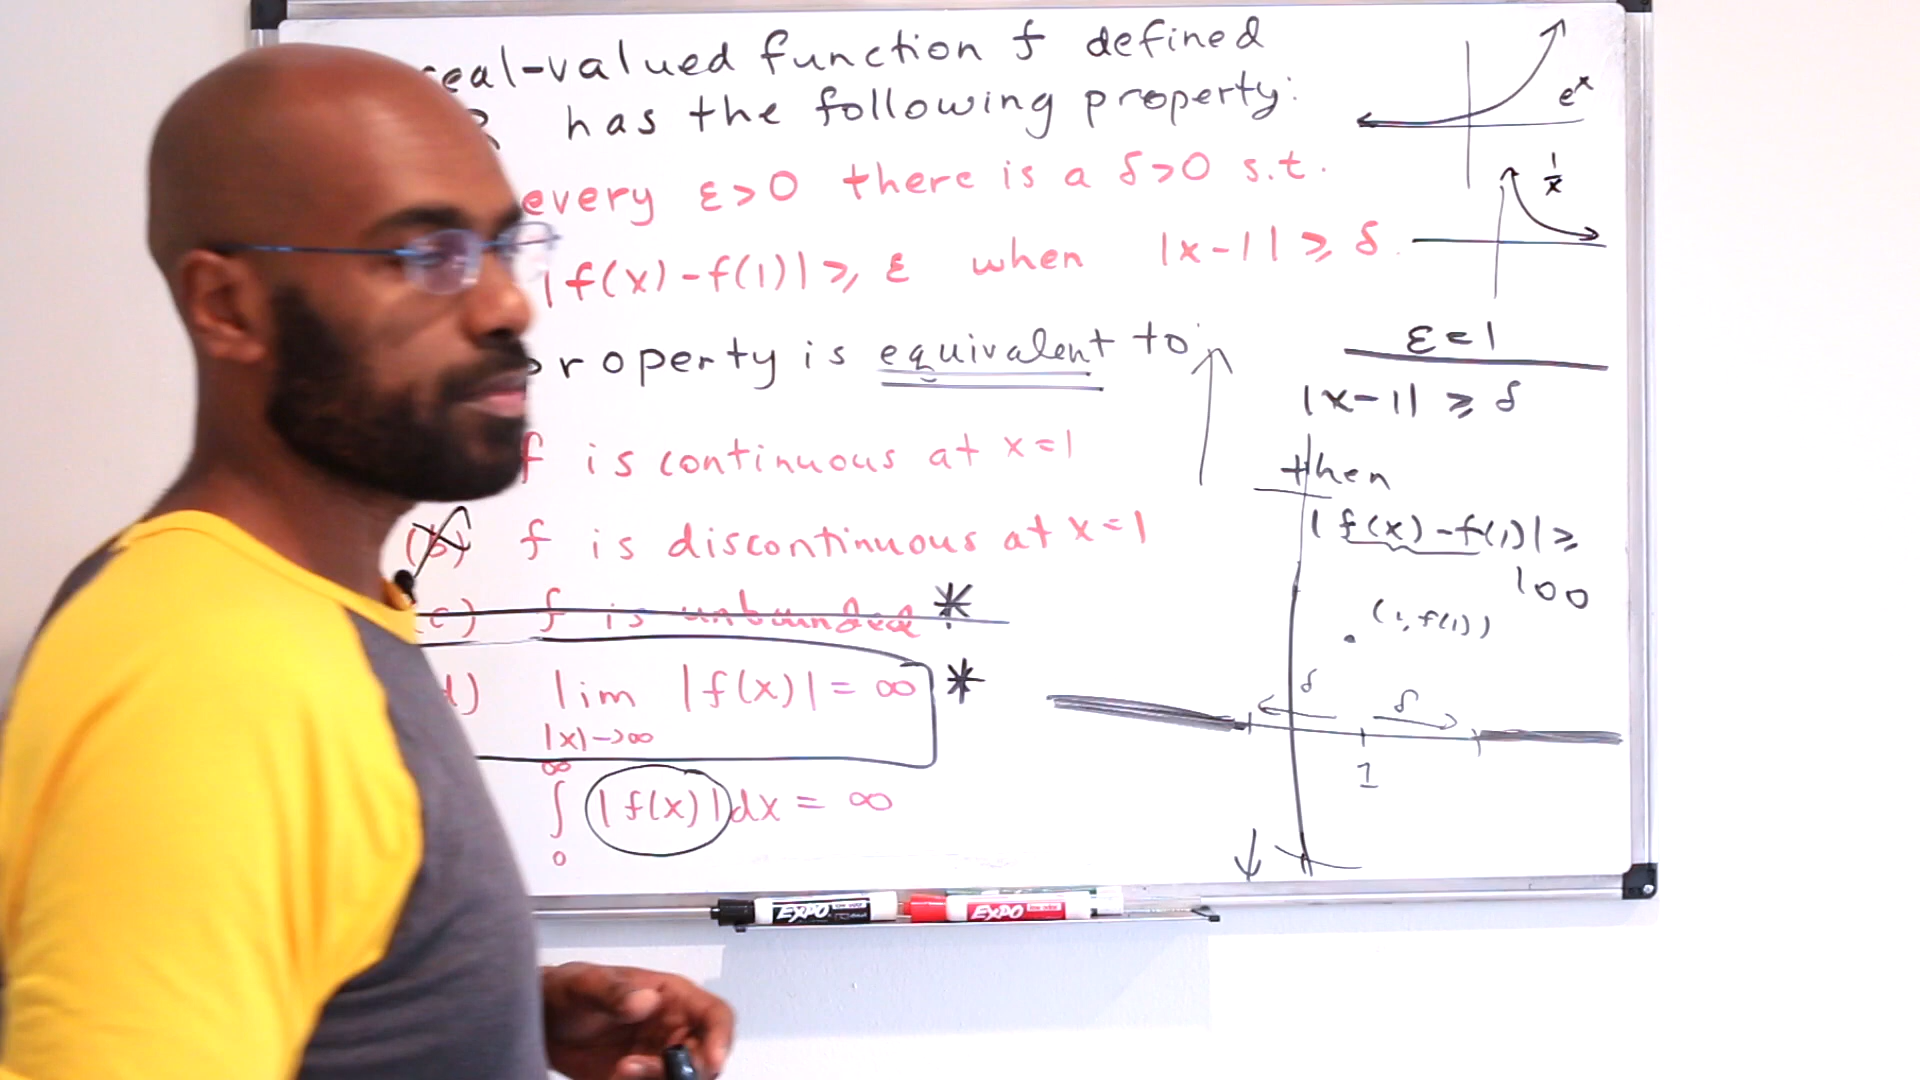 real-valued function f defined
has the following property:
every ε>0 there is a δ>0 s.t.
|f(x)-f(1)| ≥ ε when |x-1| ≥ δ.
property is equivalent to
f is continuous at x=1
(b) f is discontinuous at x=1
(c) f is unbounded. *
d) lim |f(x)| = ∞ *
|x|→∞
∞
∫ |f(x)| dx = ∞
0
eˣ
1/x
ε=1
|x-1| ≥ δ
then
|f(x)-f(1)| ≥
100
(1, f(1))
δ δ
1
EXPO EXPO